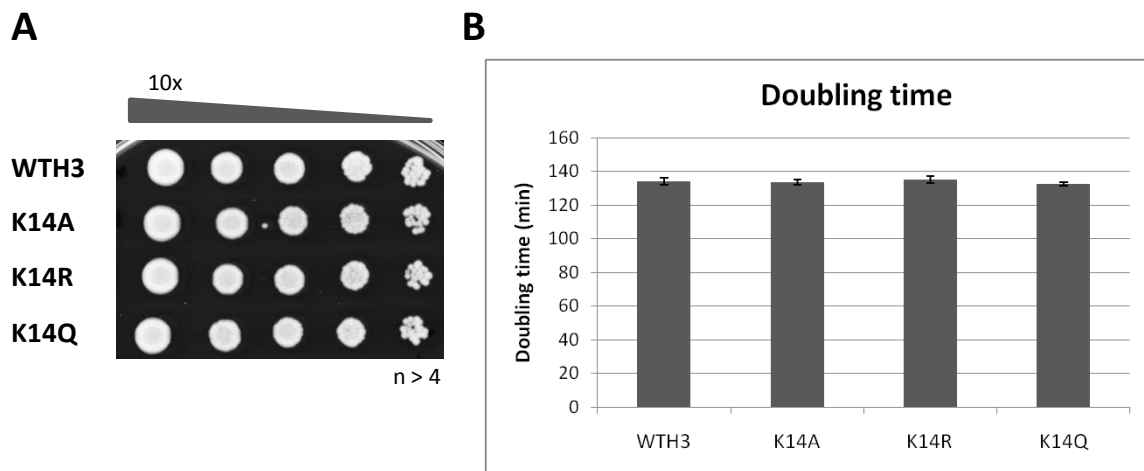 A
10x
WTH3
K14A
K14R
K14Q
n > 4
B
Doubling time
Doubling time (min)
160
140
120
100
80
60
40
20
0
WTH3 K14A K14R K14Q